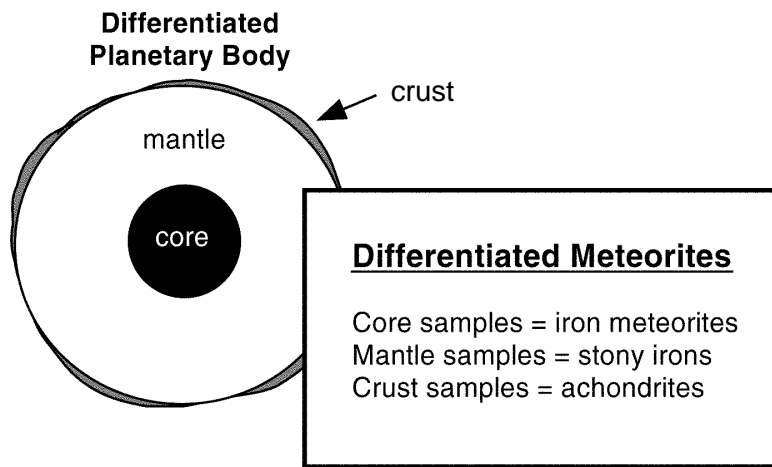 Differentiated
Planetary Body
crust
mantle
core
Differentiated Meteorites
Core samples = iron meteorites
Mantle samples = stony irons
Crust samples = achondrites